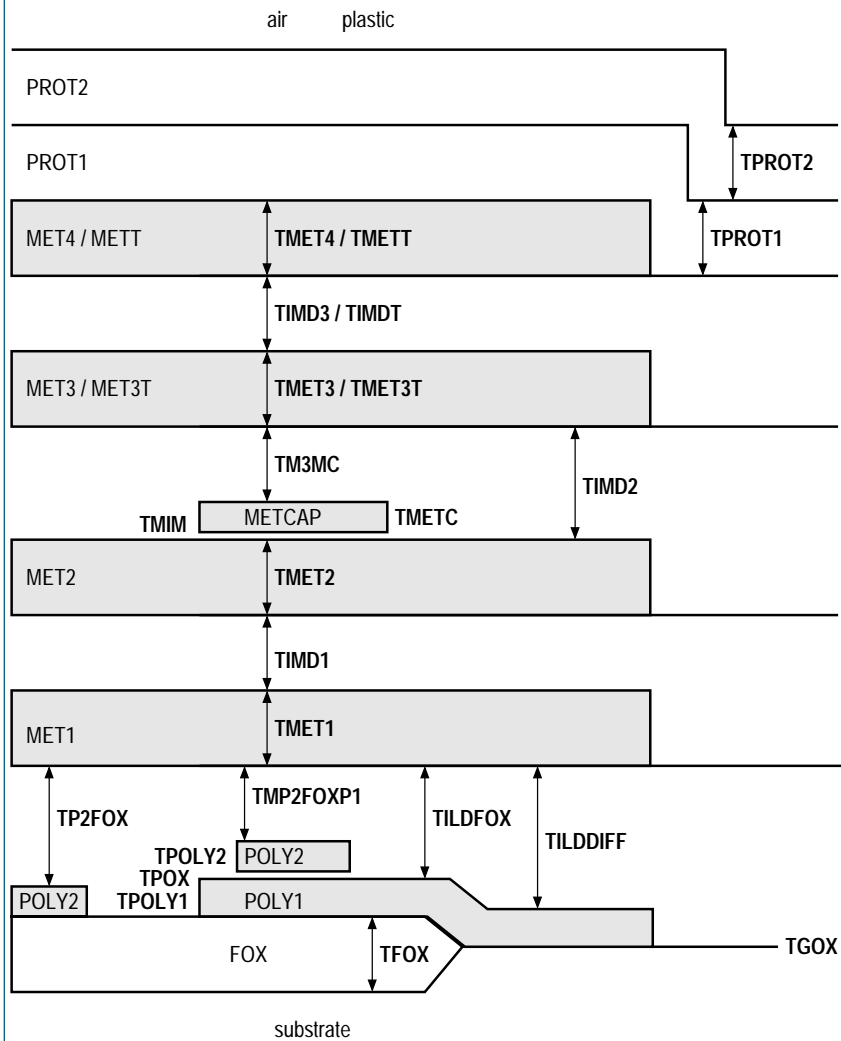 air plastic
PROT2
PROT1
TPROT2
MET4 / METT
TMET4 / TMETT
TPROT1
TIMD3 / TIMDT
MET3 / MET3T
TMET3 / TMET3T
TM3MC
TIMD2
TMIM
METCAP
TMETC
MET2
TMET2
TIMD1
MET1
TMET1
TP2FOX
TMP2FOXP1
TILDFOX
TILDDIFF
TPOLY2
POLY2
TPOX
POLY2
TPOLY1
POLY1
FOX
TFOX
TGOX
substrate